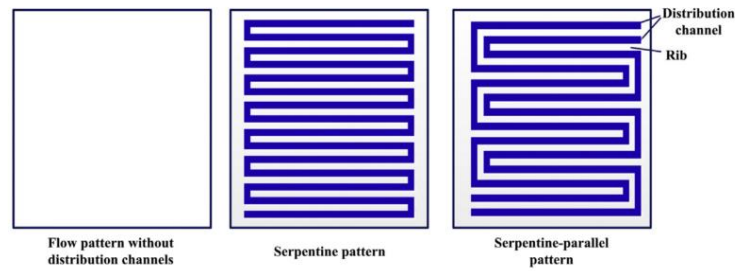 Distribution
channel
Rib
Flow pattern without
distribution channels
Serpentine pattern
Serpentine-parallel
pattern